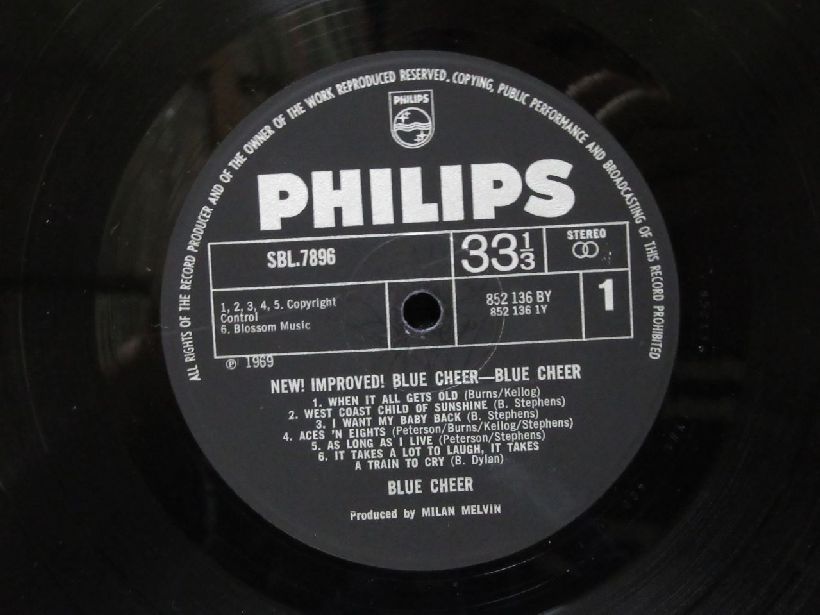 ALL RIGHTS OF THE RECORD PRODUCER AND OF THE OWNER OF THE WORK REPRODUCED RESERVED. COPYING, PUBLIC PERFORMANCE AND BROADCASTING OF THIS RECORD PROHIBITED
PHILIPS
PHILIPS
SBL.7896
33 1/3
STEREO
1, 2, 3, 4, 5. Copyright
Control
6. Blossom Music
852 136 BY
852 136 1Y
1
℗ 1969
NEW! IMPROVED! BLUE CHEER—BLUE CHEER
1. WHEN IT ALL GETS OLD (Burns/Kellog)
2. WEST COAST CHILD OF SUNSHINE (B. Stephens)
3. I WANT MY BABY BACK (B. Stephens)
4. ACES 'N EIGHTS (Peterson/Burns/Kellog/Stephens)
5. AS LONG AS I LIVE (Peterson/Stephens)
6. IT TAKES A LOT TO LAUGH, IT TAKES
A TRAIN TO CRY (B. Dylan)
BLUE CHEER
Produced by MILAN MELVIN